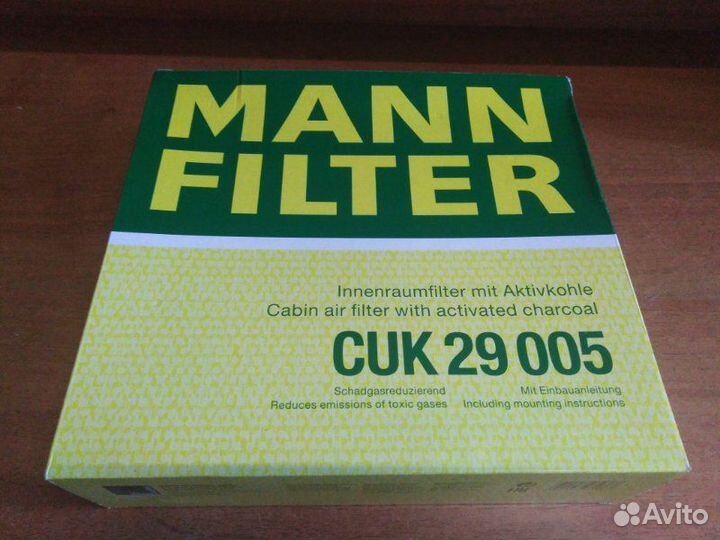 MANN
FILTER
Innenraumfilter mit Aktivkohle
Cabin air filter with activated charcoal
CUK 29 005
Schadgasreduzierend
Reduces emissions of toxic gases
Mit Einbauanleitung
Including mounting instructions
Avito